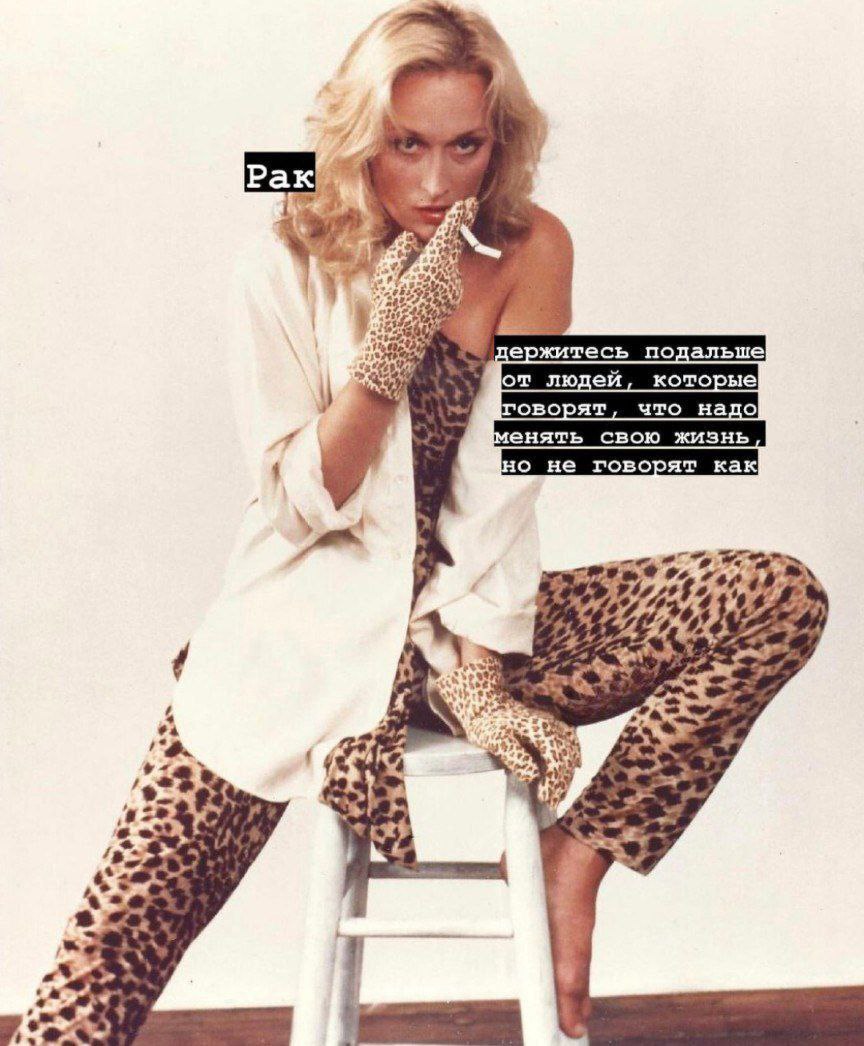 Рак
держитесь подальше
от людей, которые
говорят, что надо
менять свою жизнь,
но не говорят как